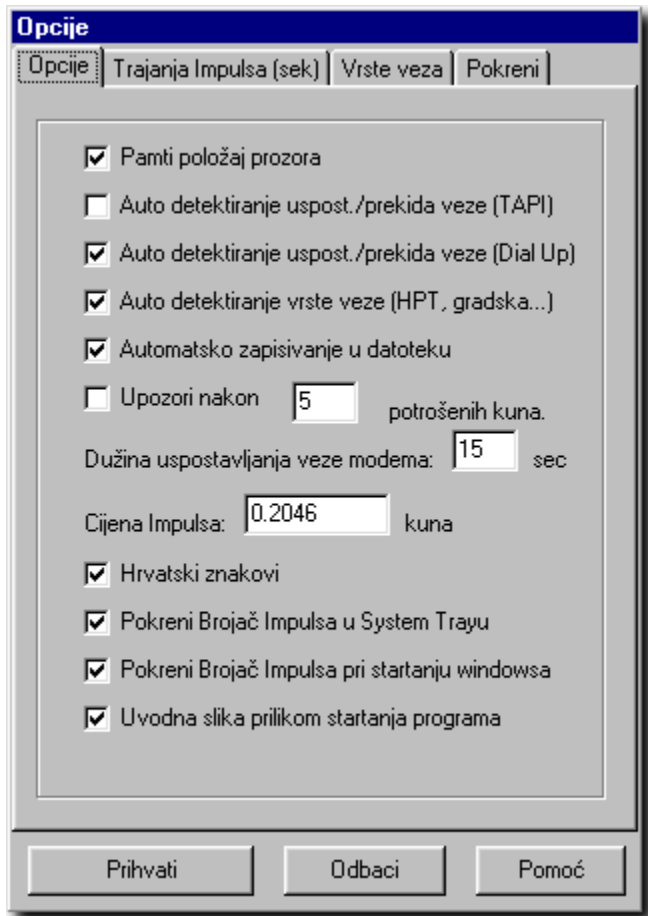 Opcije
Opcije Trajanja Impulsa (sek) Vrste veza Pokreni
Pamti položaj prozora
Auto detektiranje uspost./prekida veze (TAPI)
Auto detektiranje uspost./prekida veze (Dial Up)
Auto detektiranje vrste veze (HPT, gradska...)
Automatsko zapisivanje u datoteku
Upozori nakon 5 potrošenih kuna.
Dužina uspostavljanja veze modema: 15 sec
Cijena Impulsa: 0.2046 kuna
Hrvatski znakovi
Pokreni Brojač Impulsa u System Trayu
Pokreni Brojač Impulsa pri startanju windowsa
Uvodna slika prilikom startanja programa
Prihvati Odbaci Pomoć